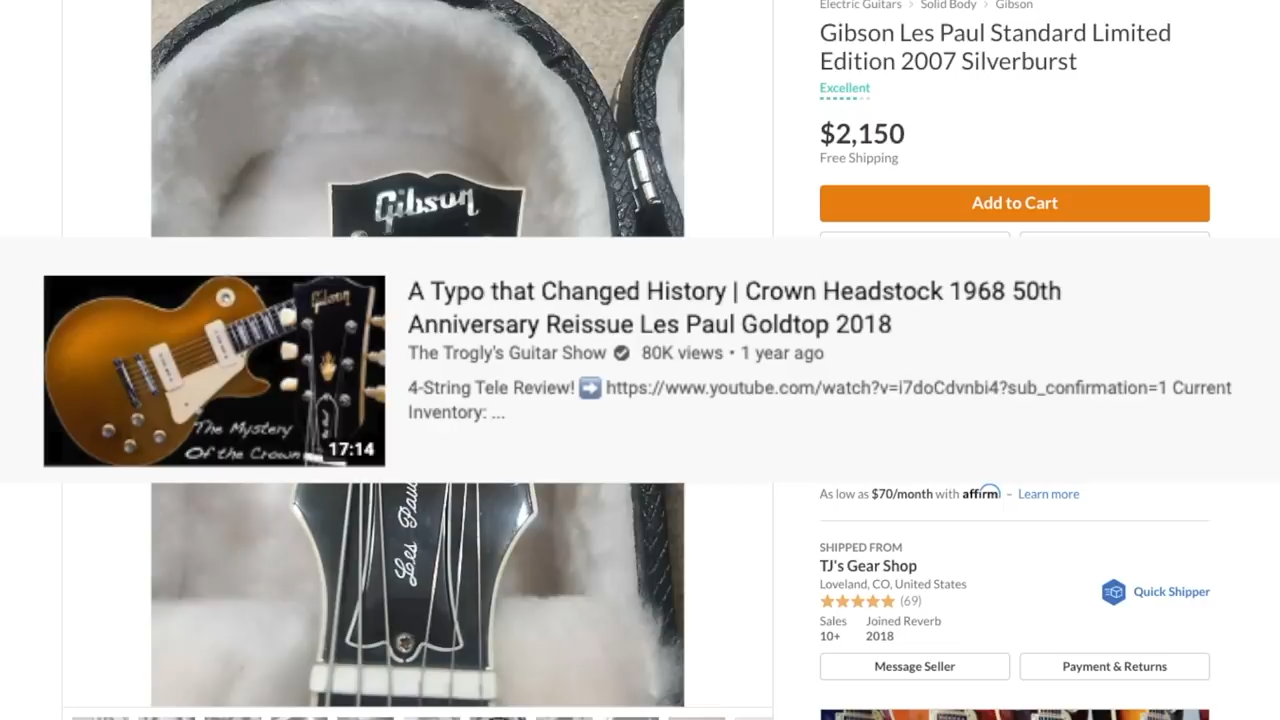 Electric Guitars > Solid Body > Gibson
Gibson Les Paul Standard Limited
Edition 2007 Silverburst
Excellent
$2,150
Free Shipping
Add to Cart
Gibson
A Typo that Changed History | Crown Headstock 1968 50th
Anniversary Reissue Les Paul Goldtop 2018
The Trogly's Guitar Show 80K views • 1 year ago
4-String Tele Review! ➡ https://www.youtube.com/watch?v=i7doCdvnbi4?sub_confirmation=1 Current
Inventory: ...
Gibson
The Mystery
Of the Crown
17:14
Les Paul
As low as $70/month with affirm – Learn more
SHIPPED FROM
TJ's Gear Shop
Loveland, CO, United States
(69)
Quick Shipper
Sales Joined Reverb
10+ 2018
Message Seller
Payment & Returns